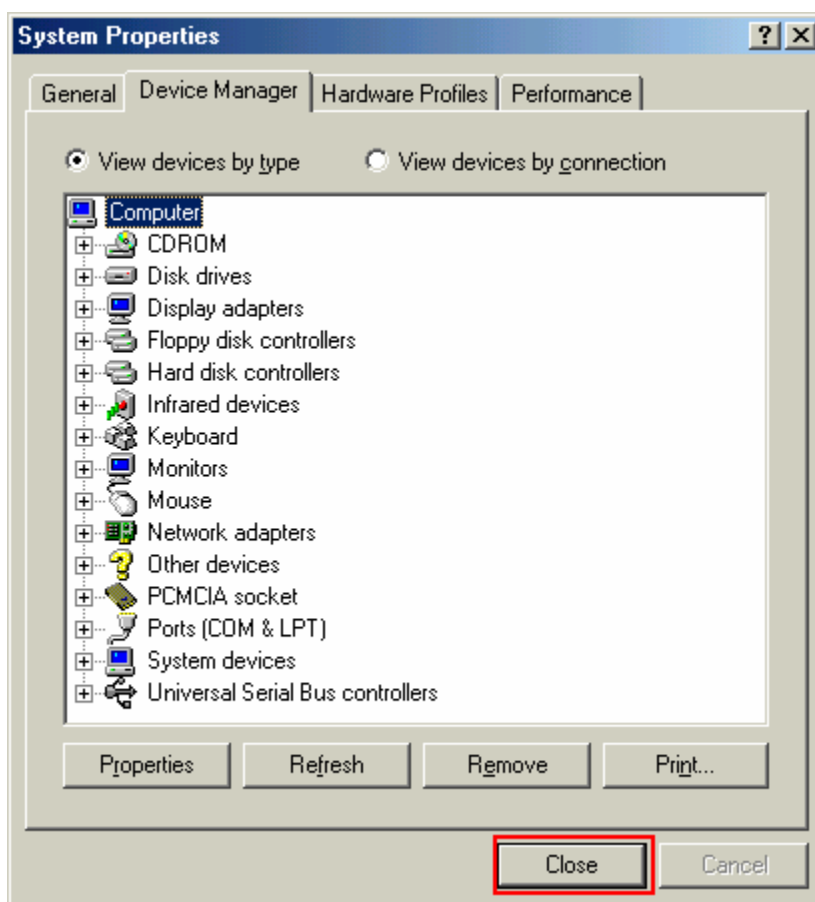 System Properties
General Device Manager Hardware Profiles Performance
View devices by type View devices by connection
Computer
CDROM
Disk drives
Display adapters
Floppy disk controllers
Hard disk controllers
Infrared devices
Keyboard
Monitors
Mouse
Network adapters
Other devices
PCMCIA socket
Ports (COM & LPT)
System devices
Universal Serial Bus controllers
Properties Refresh Remove Print...
Close Cancel